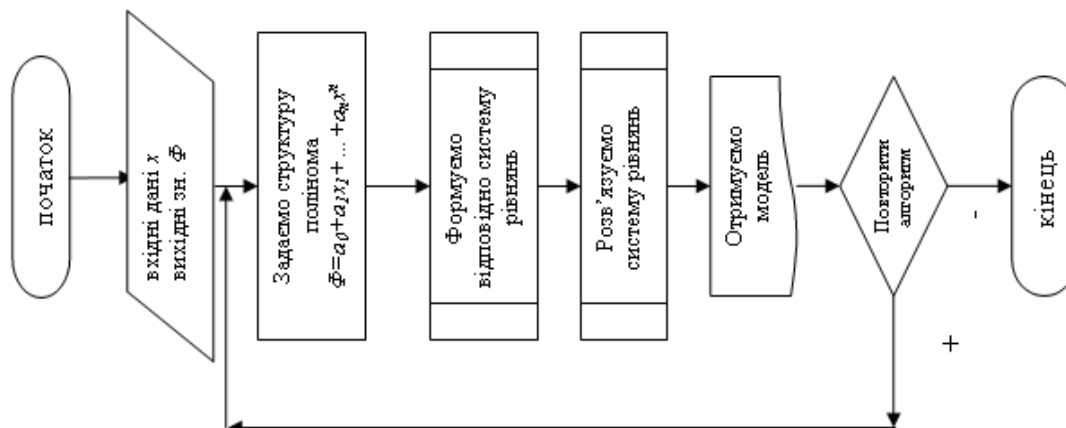 початок
вхідні дані x
вихідні зн. Φ
Задаємо структуру
полінома
Φ=a₀+a₁x₁+ ... +aₙxⁿ
Формуємо
відповідно систему
рівнянь
Розв'язуємо
систему рівнянь
Отримуємо
модель
Повторити
алгоритм
-
+
кінець